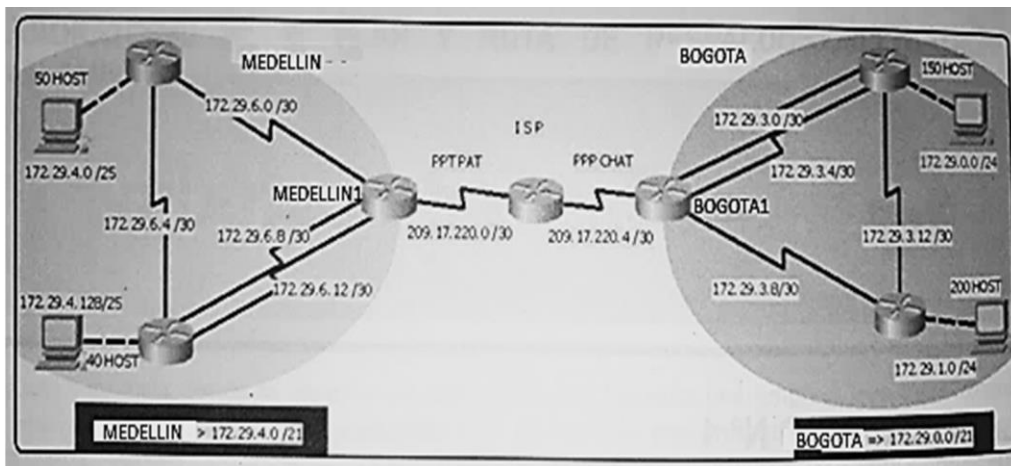 MEDELLIN
BOGOTA
50 HOST
150 HOST
172.29.6.0 /30
172.29.3.0 /30
ISP
172.29.4.0 /25
PPT PAT
PPP CHAT
172.29.3.4/30
172.29.0.0 /24
MEDELLIN1
BOGOTA1
172.29.6.4 /30
172.29.6.8 /30
209.17.220.0 /30
209.17.220.4 /30
172.29.3.12 /30
172.29.6.12 /30
172.29.3.8/30
172.29.4.128/25
200 HOST
40 HOST
172.29.1.0 /24
MEDELLIN > 172.29.4.0 /21
BOGOTA => 172.29.0.0 /21